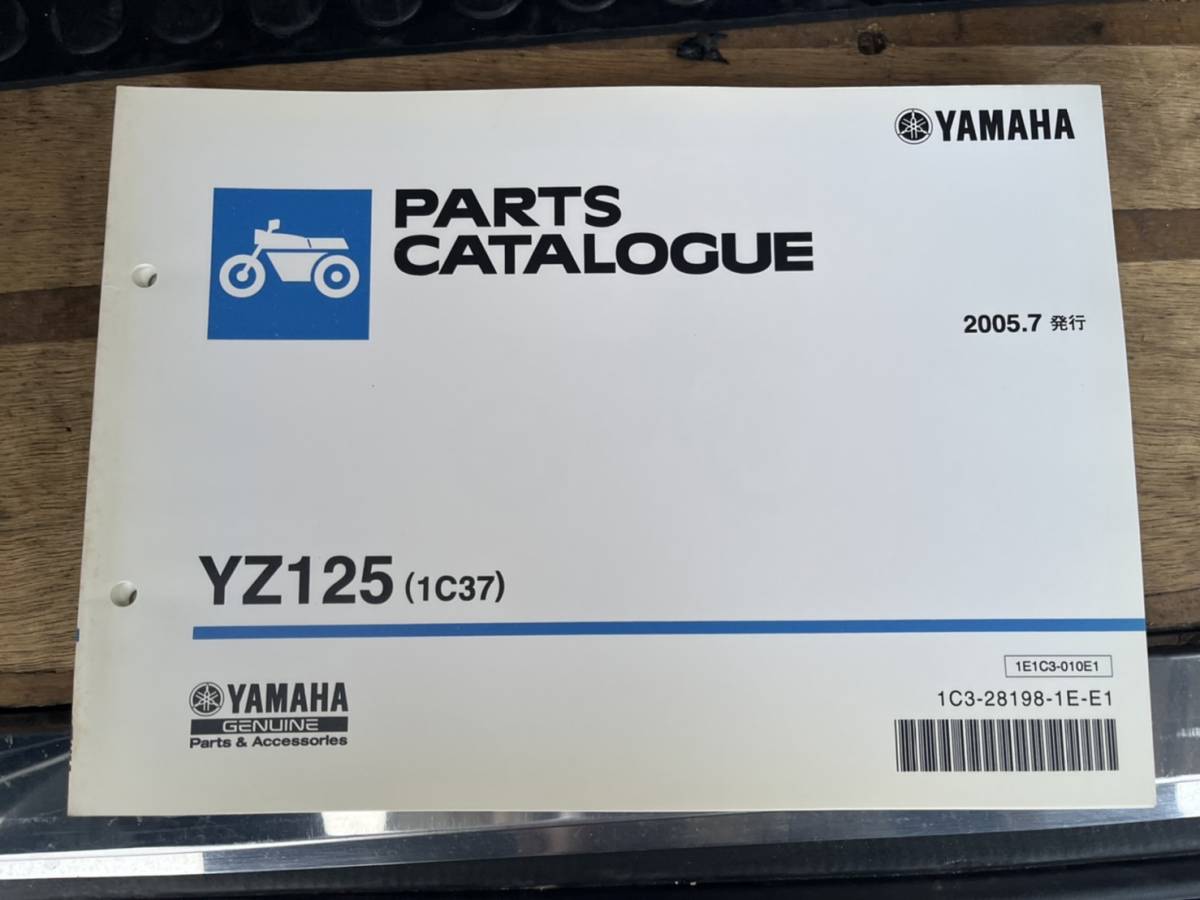 YAMAHA
PARTS
CATALOGUE
2005.7 発行
YZ125 (1C37)
1E1C3-010E1
1C3-28198-1E-E1
YAMAHA
GENUINE
Parts & Accessories